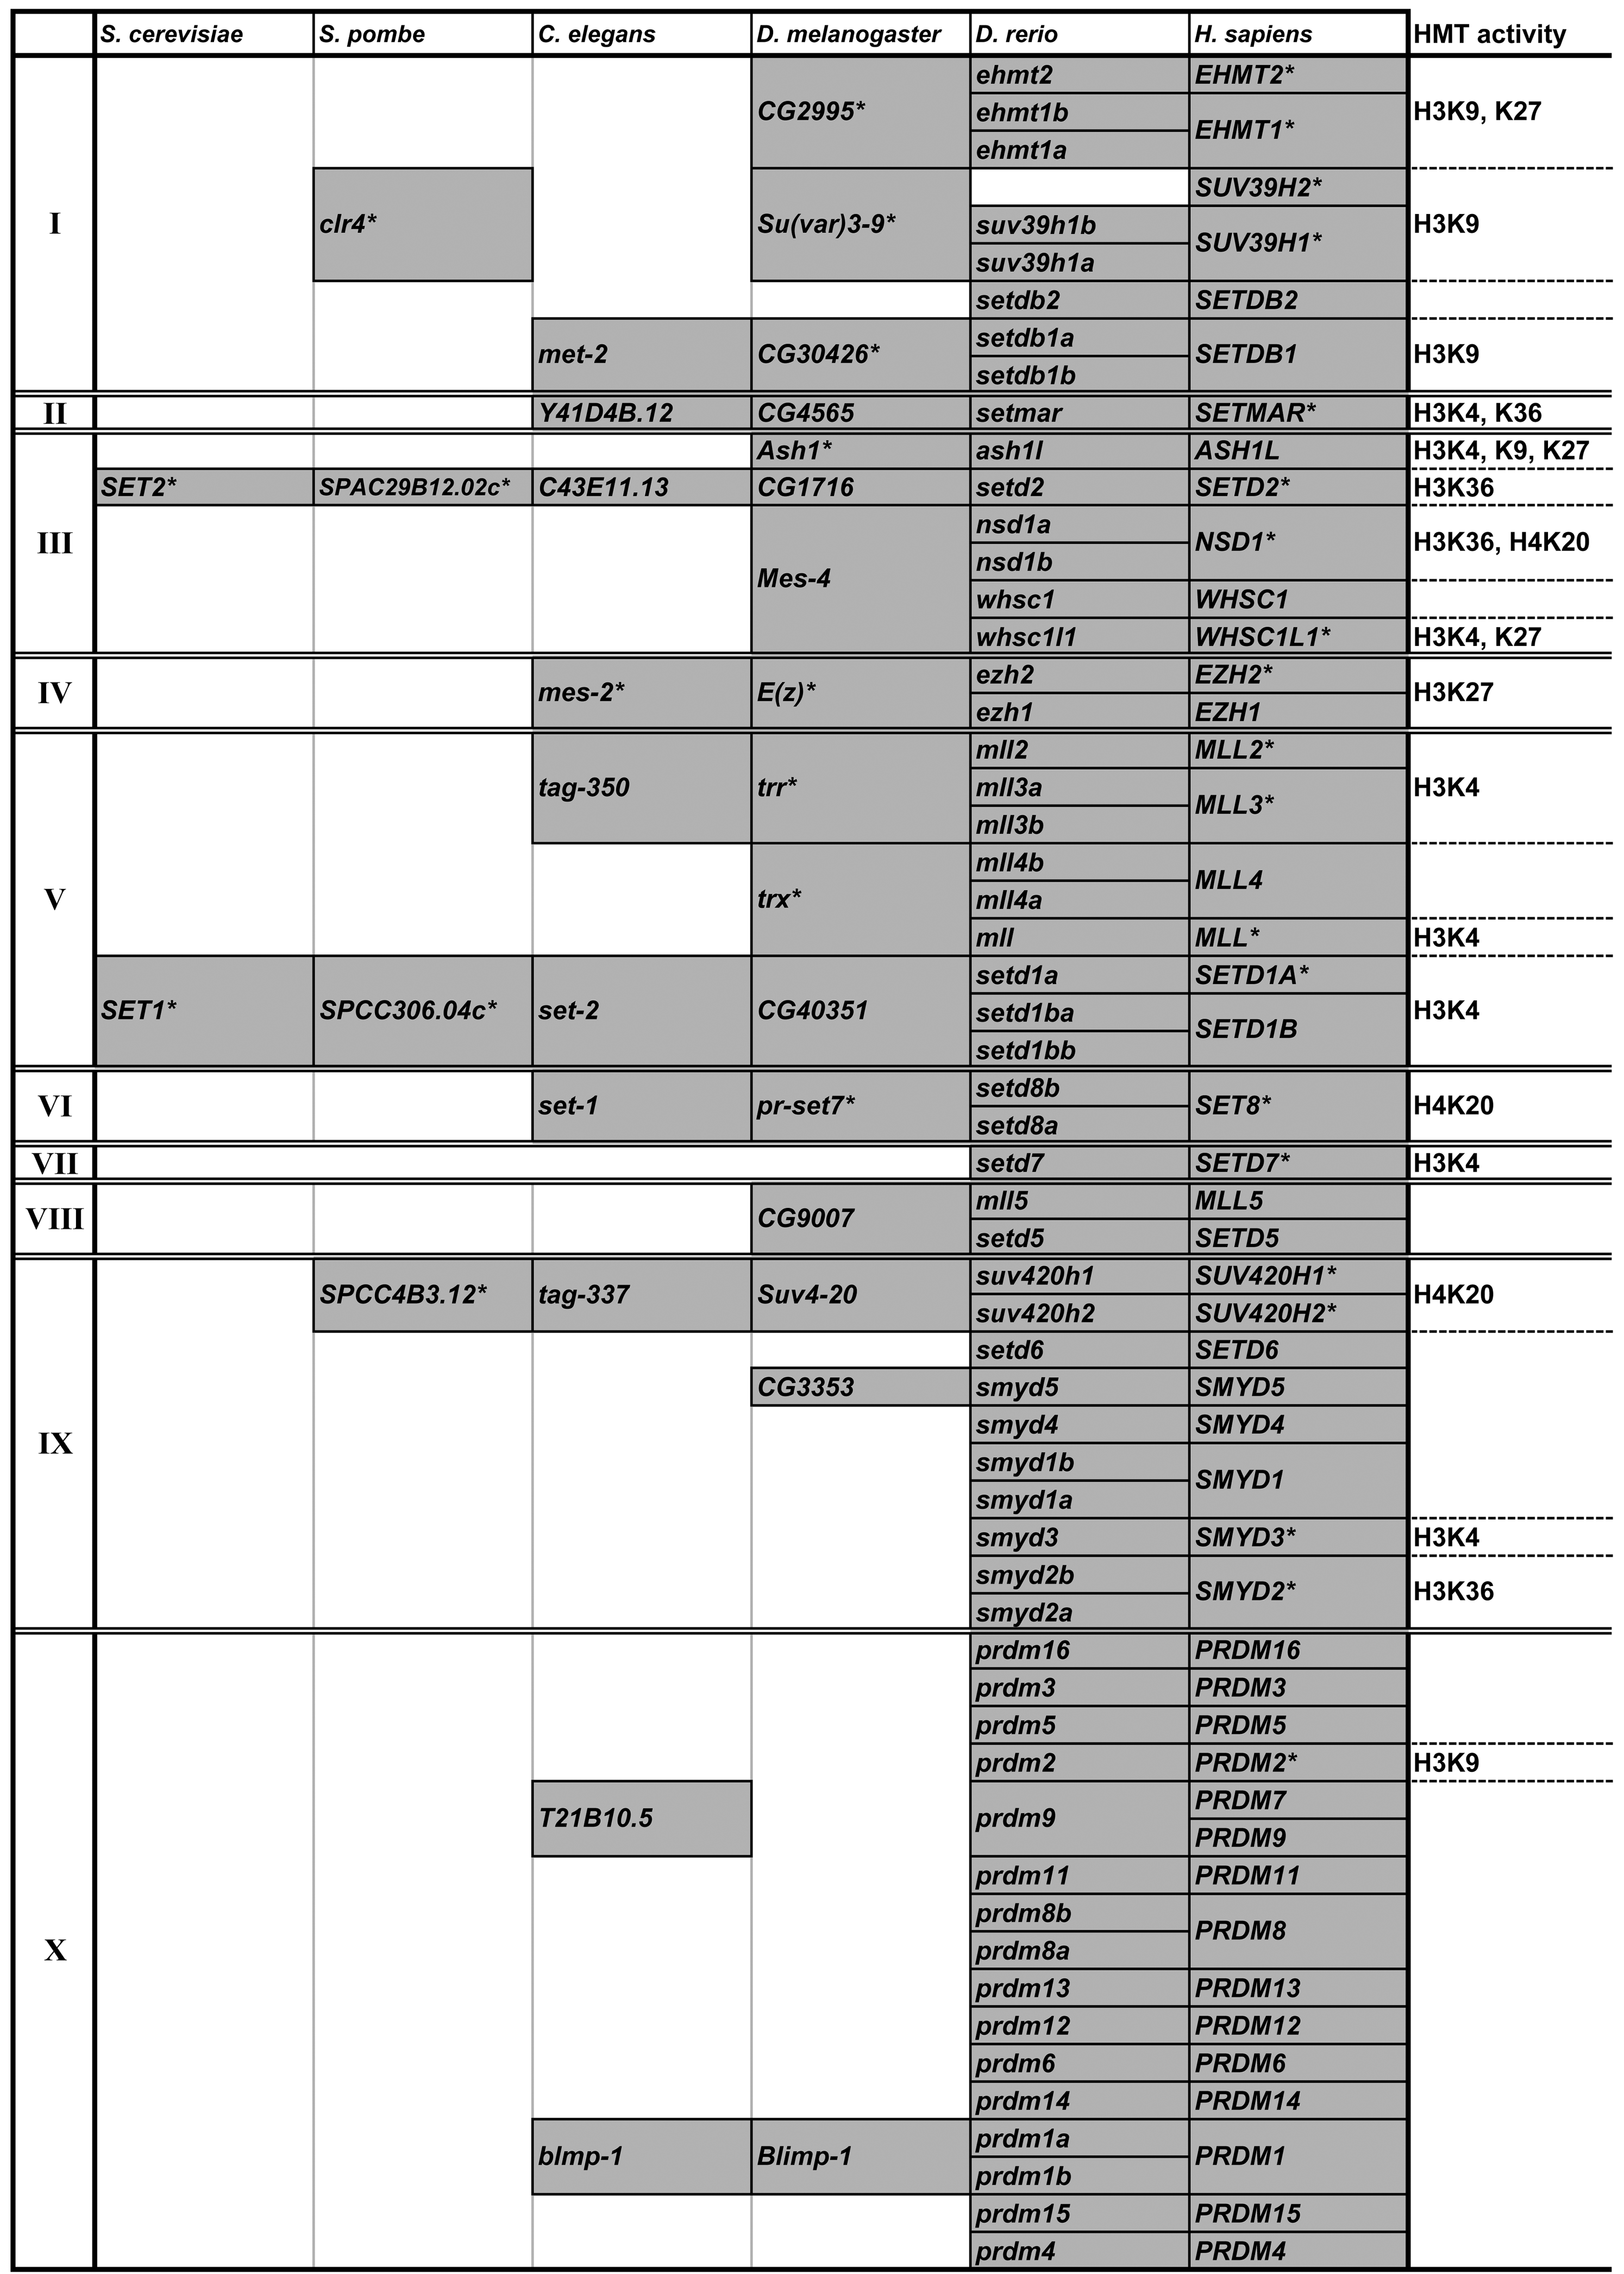 S. cerevisiae S. pombe C. elegans D. melanogaster D. rerio H. sapiens HMT activity
ehmt2 EHMT2*
CG2995* ehmt1b EHMT1* H3K9, K27
ehmt1a
SUV39H2*
I clr4* Su(var)3-9* suv39h1b SUV39H1* H3K9
suv39h1a
setdb2 SETDB2
setdb1a
met-2 CG30426* SETDB1 H3K9
setdb1b
II Y41D4B.12 CG4565 setmar SETMAR* H3K4, K36
Ash1* ash1l ASH1L H3K4, K9, K27
SET2* SPAC29B12.02c* C43E11.13 CG1716 setd2 SETD2* H3K36
nsd1a
III NSD1* H3K36, H4K20
nsd1b
Mes-4
whsc1 WHSC1
whsc1l1 WHSC1L1* H3K4, K27
ezh2 EZH2*
IV mes-2* E(z)* H3K27
ezh1 EZH1
mll2 MLL2*
tag-350 trr* mll3a MLL3* H3K4
mll3b
mll4b
MLL4
V trx* mll4a
mll MLL* H3K4
setd1a SETD1A*
SET1* SPCC306.04c* set-2 CG40351 setd1ba SETD1B H3K4
setd1bb
setd8b
VI set-1 pr-set7* SET8* H4K20
setd8a
VII setd7 SETD7* H3K4
mll5 MLL5
VIII CG9007
setd5 SETD5
suv420h1 SUV420H1*
SPCC4B3.12* tag-337 Suv4-20 H4K20
suv420h2 SUV420H2*
setd6 SETD6
CG3353 smyd5 SMYD5
smyd4 SMYD4
IX smyd1b
SMYD1
smyd1a
smyd3 SMYD3* H3K4
smyd2b
SMYD2* H3K36
smyd2a
prdm16 PRDM16
prdm3 PRDM3
prdm5 PRDM5
prdm2 PRDM2* H3K9
PRDM7
T21B10.5 prdm9
PRDM9
prdm11 PRDM11
prdm8b
PRDM8
X prdm8a
prdm13 PRDM13
prdm12 PRDM12
prdm6 PRDM6
prdm14 PRDM14
prdm1a
blmp-1 Blimp-1 PRDM1
prdm1b
prdm15 PRDM15
prdm4 PRDM4